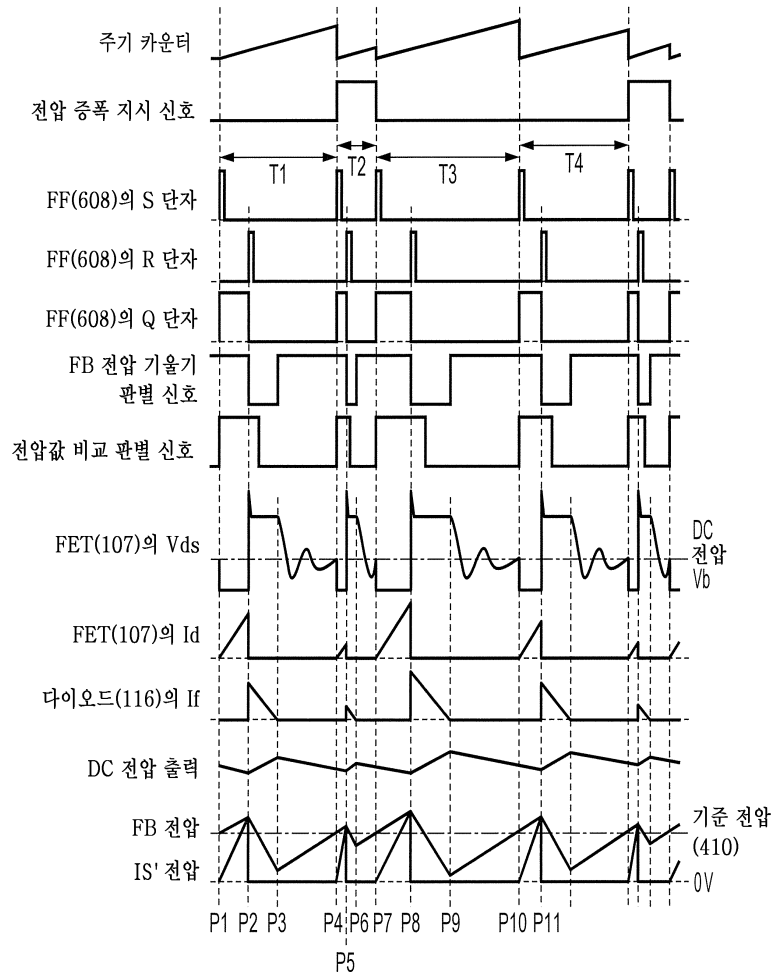 주기 카운터
전압 증폭 지시 신호
T1
T2
T3
T4
FF(608)의 S 단자
FF(608)의 R 단자
FF(608)의 Q 단자
FB 전압 기울기
판별 신호
전압값 비교 판별 신호
FET(107)의 Vds
DC
전압
Vb
FET(107)의 Id
다이오드(116)의 If
DC 전압 출력
FB 전압
기준 전압
(410)
IS' 전압
0V
P1 P2 P3 P4 P6 P7 P8 P9 P10 P11
P5